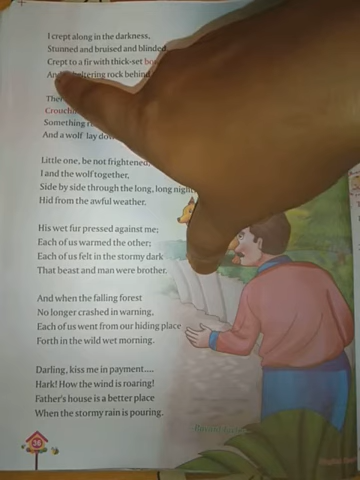 I crept along in the darkness,
Stunned and bruised and blinded
Crept to a fir with thick-set
rock behind
Crouch
Something
And a wolf lay
Little one, be not frightened;
I and the wolf together,
Side by side through the long, long night
Hid from the awful weather.
His wet fur pressed against me;
Each of us warmed the other;
Each of us felt in the stormy dark
That beast and man were brother.
And when the falling forest
No longer crashed in warning,
Each of us went from our hiding place
Forth in the wild wet morning.
Darling, kiss me in payment....
Hark! How the wind is roaring!
Father's house is a better place
When the stormy rain is pouring.
36